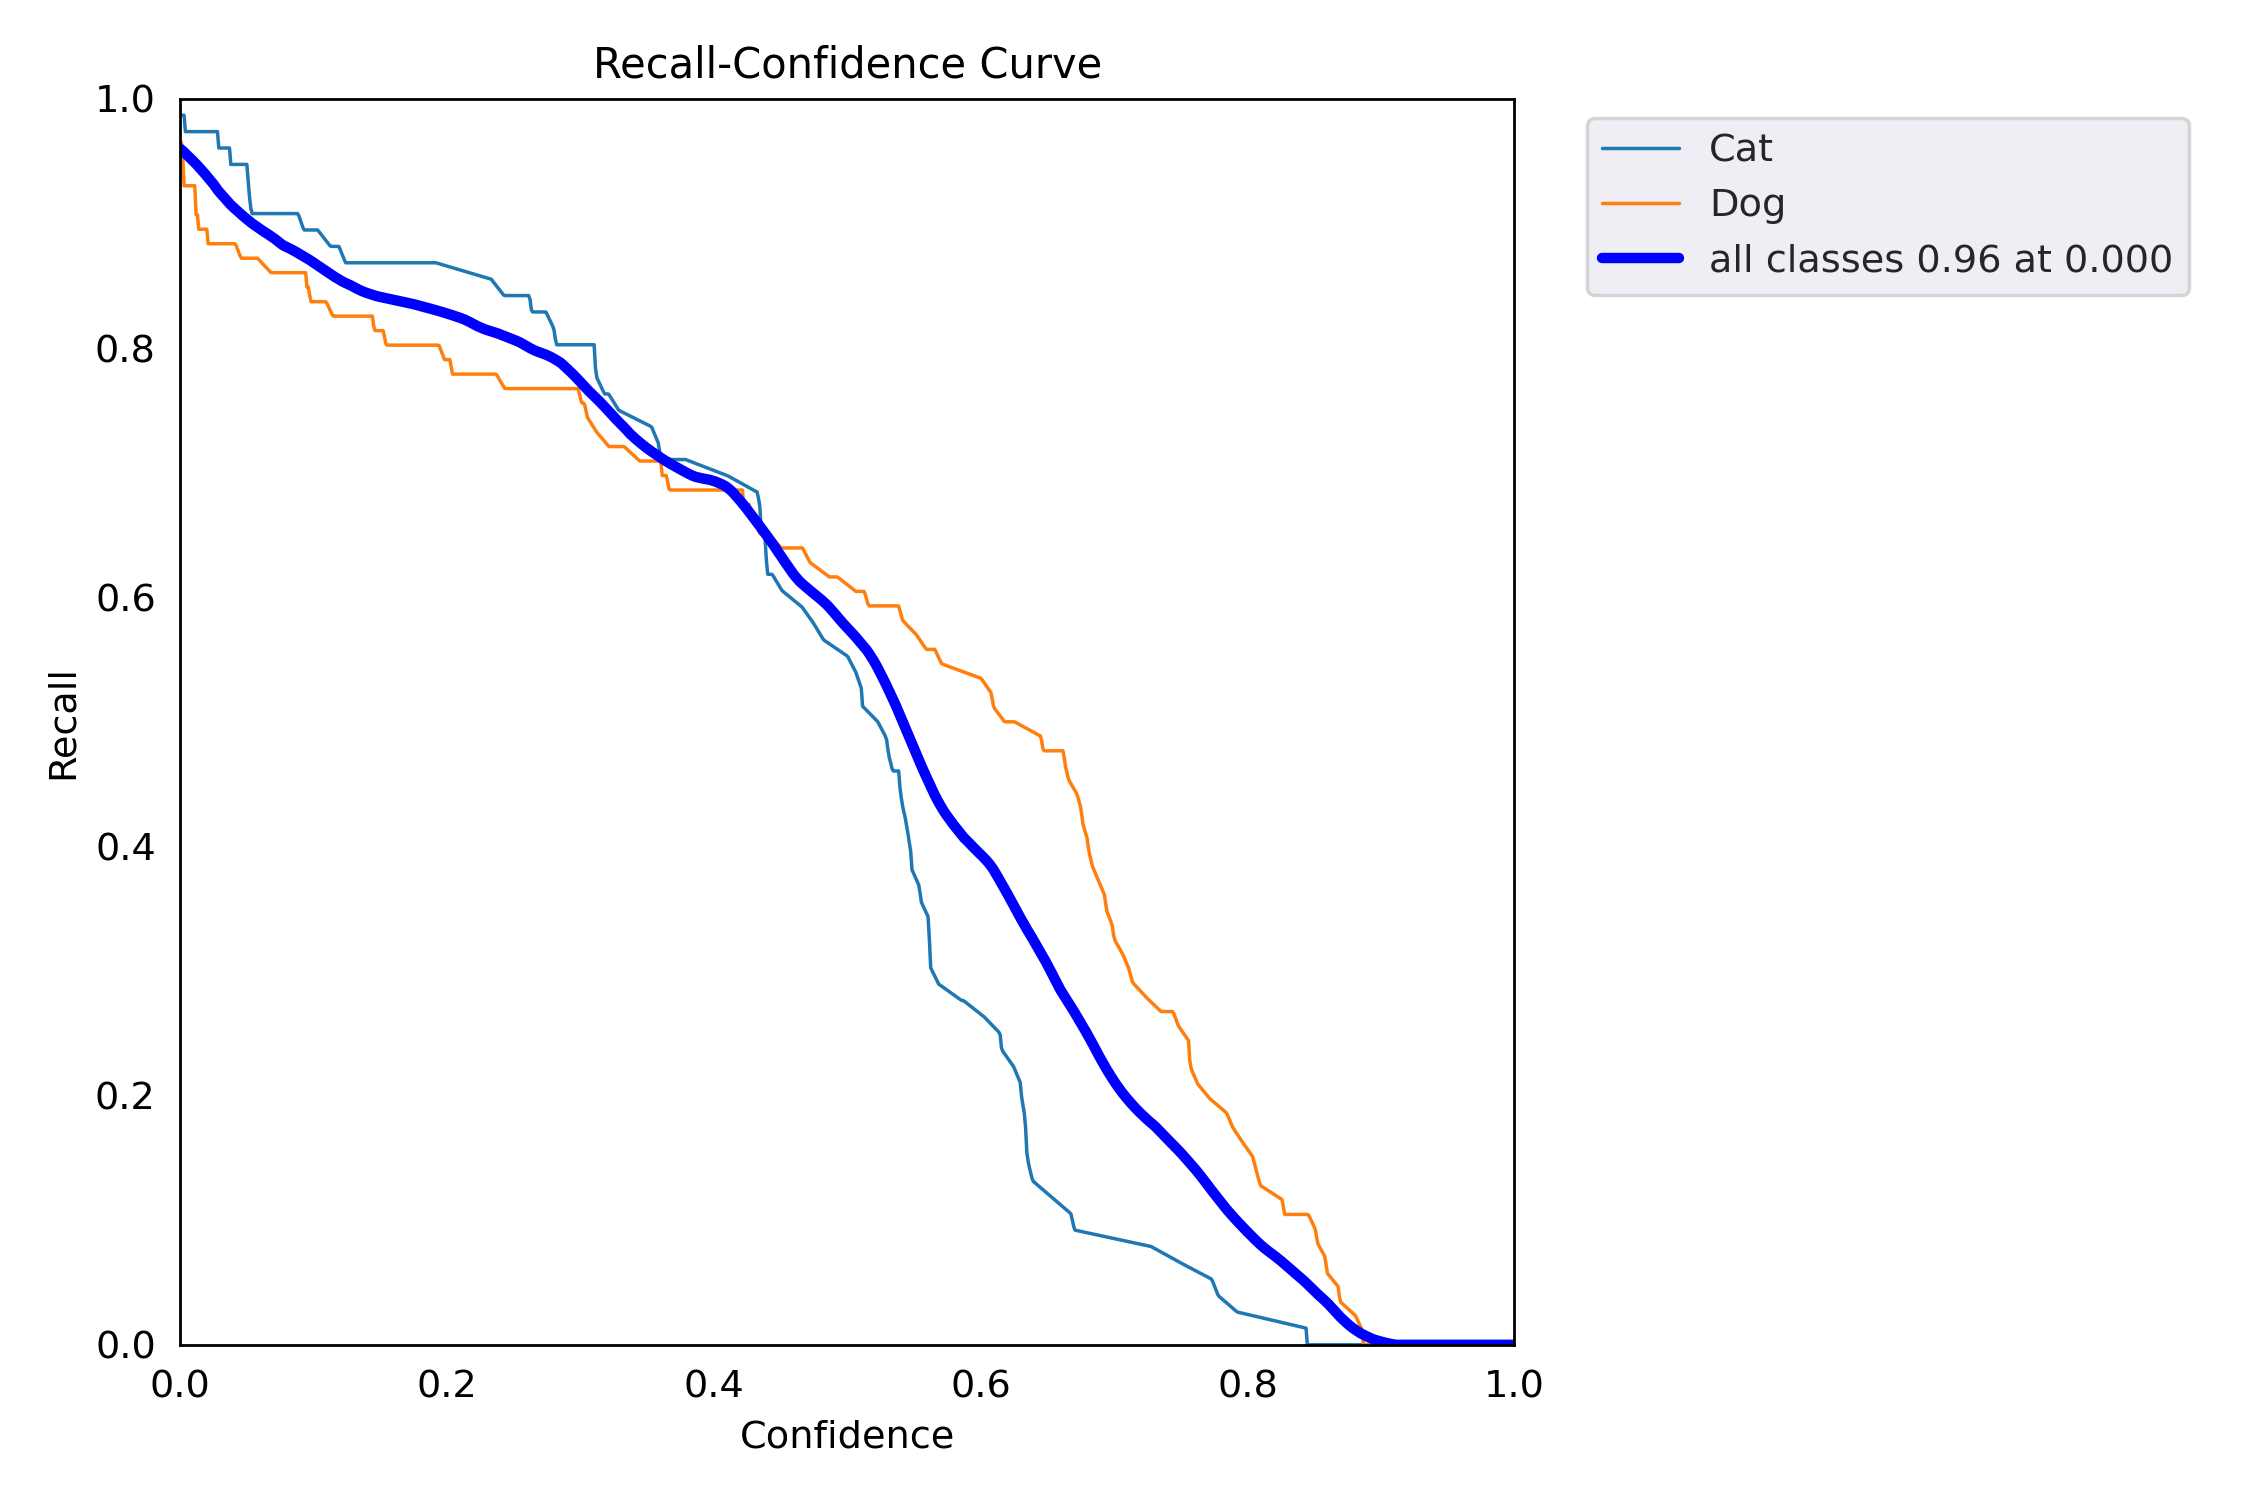 Recall-Confidence Curve
1.0
0.8
0.6
0.4
0.2
0.0
Recall
0.0 0.2 0.4 0.6 0.8 1.0
Confidence
Cat
Dog
all classes 0.96 at 0.000